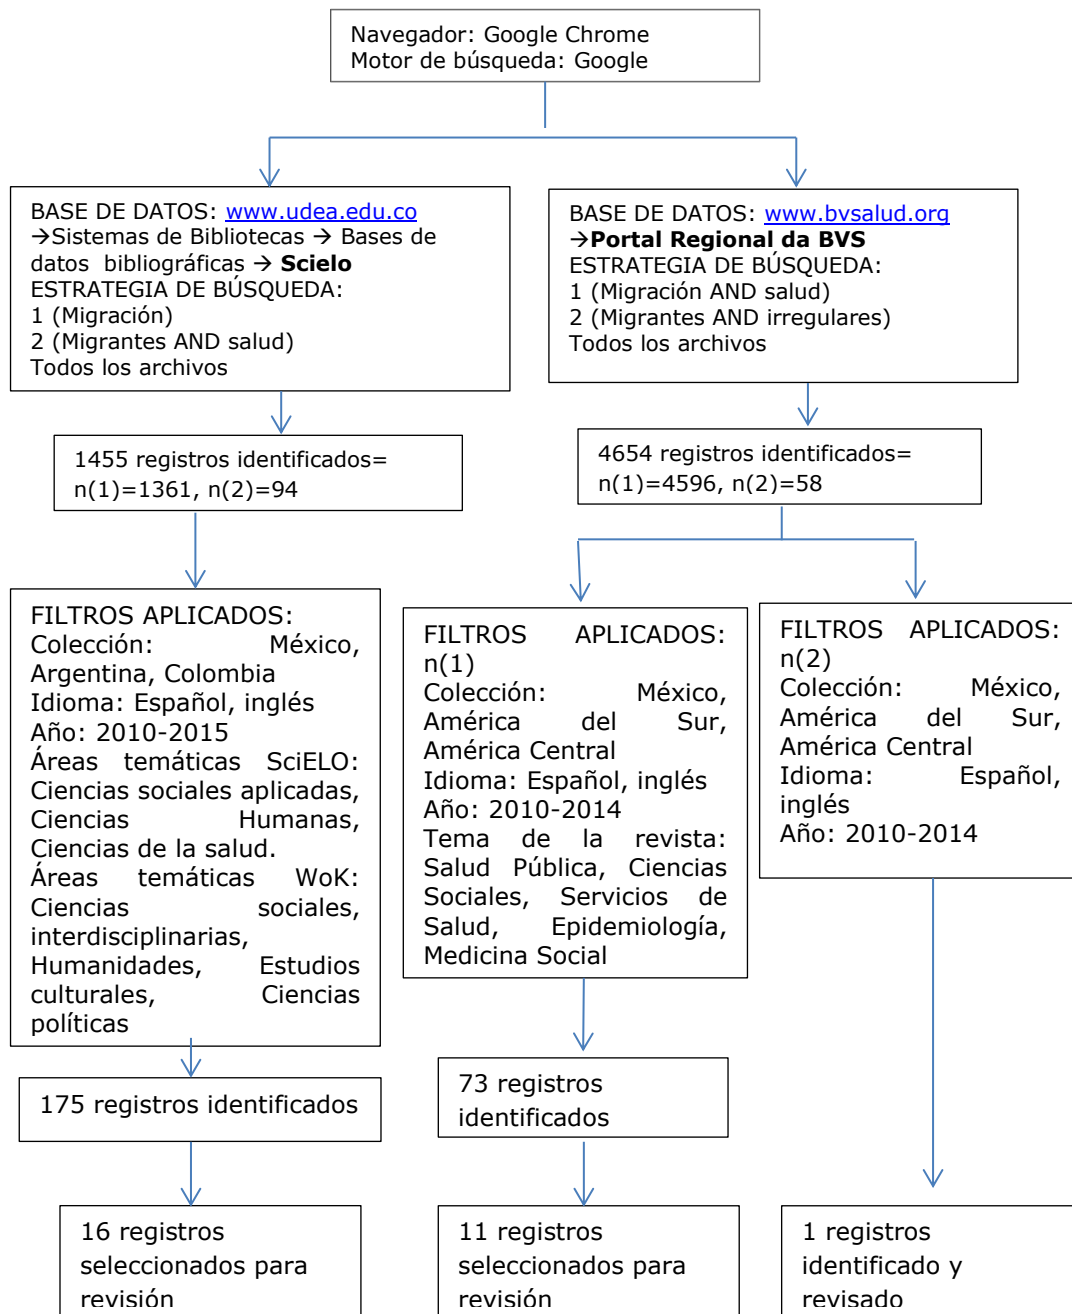 Navegador: Google Chrome
Motor de búsqueda: Google
BASE DE DATOS: www.udea.edu.co
→Sistemas de Bibliotecas → Bases de
datos bibliográficas → Scielo
ESTRATEGIA DE BÚSQUEDA:
1 (Migración)
2 (Migrantes AND salud)
Todos los archivos
BASE DE DATOS: www.bvsalud.org
→Portal Regional da BVS
ESTRATEGIA DE BÚSQUEDA:
1 (Migración AND salud)
2 (Migrantes AND irregulares)
Todos los archivos
1455 registros identificados=
n(1)=1361, n(2)=94
4654 registros identificados=
n(1)=4596, n(2)=58
FILTROS APLICADOS:
Colección: México,
Argentina, Colombia
Idioma: Español, inglés
Año: 2010-2015
Áreas temáticas SciELO:
Ciencias sociales aplicadas,
Ciencias Humanas,
Ciencias de la salud.
Áreas temáticas WoK:
Ciencias sociales,
interdisciplinarias,
Humanidades, Estudios
culturales, Ciencias
políticas
FILTROS APLICADOS:
n(1)
Colección: México,
América del Sur,
América Central
Idioma: Español, inglés
Año: 2010-2014
Tema de la revista:
Salud Pública, Ciencias
Sociales, Servicios de
Salud, Epidemiología,
Medicina Social
FILTROS APLICADOS:
n(2)
Colección: México,
América del Sur,
América Central
Idioma: Español,
inglés
Año: 2010-2014
175 registros identificados
73 registros
identificados
16 registros
seleccionados para
revisión
11 registros
seleccionados para
revisión
1 registros
identificado y
revisado